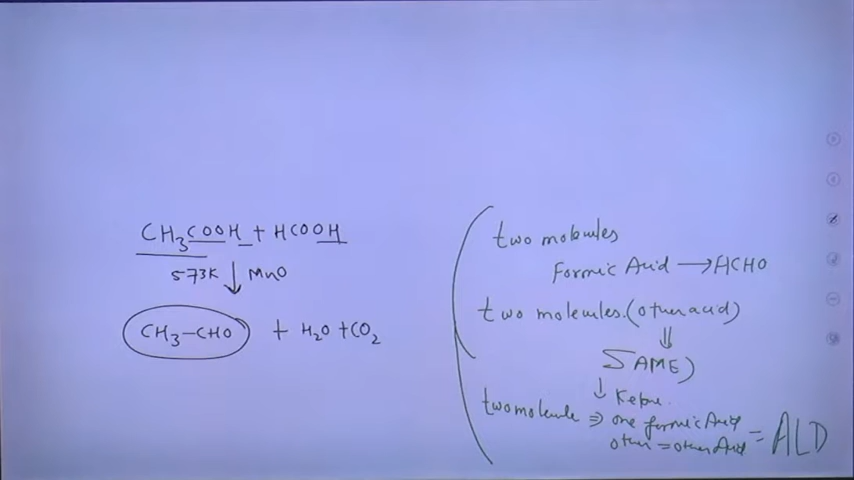 CH3COOH + HCOOH
573K ↓ MnO
CH3-CHO + H2O + CO2
two molecules
Formic Acid → HCHO
two molecules (other acid)
⇓
SAME)
↓ Ketone.
two molecule ⇒ one formic Acid
other = other Acid = ALD